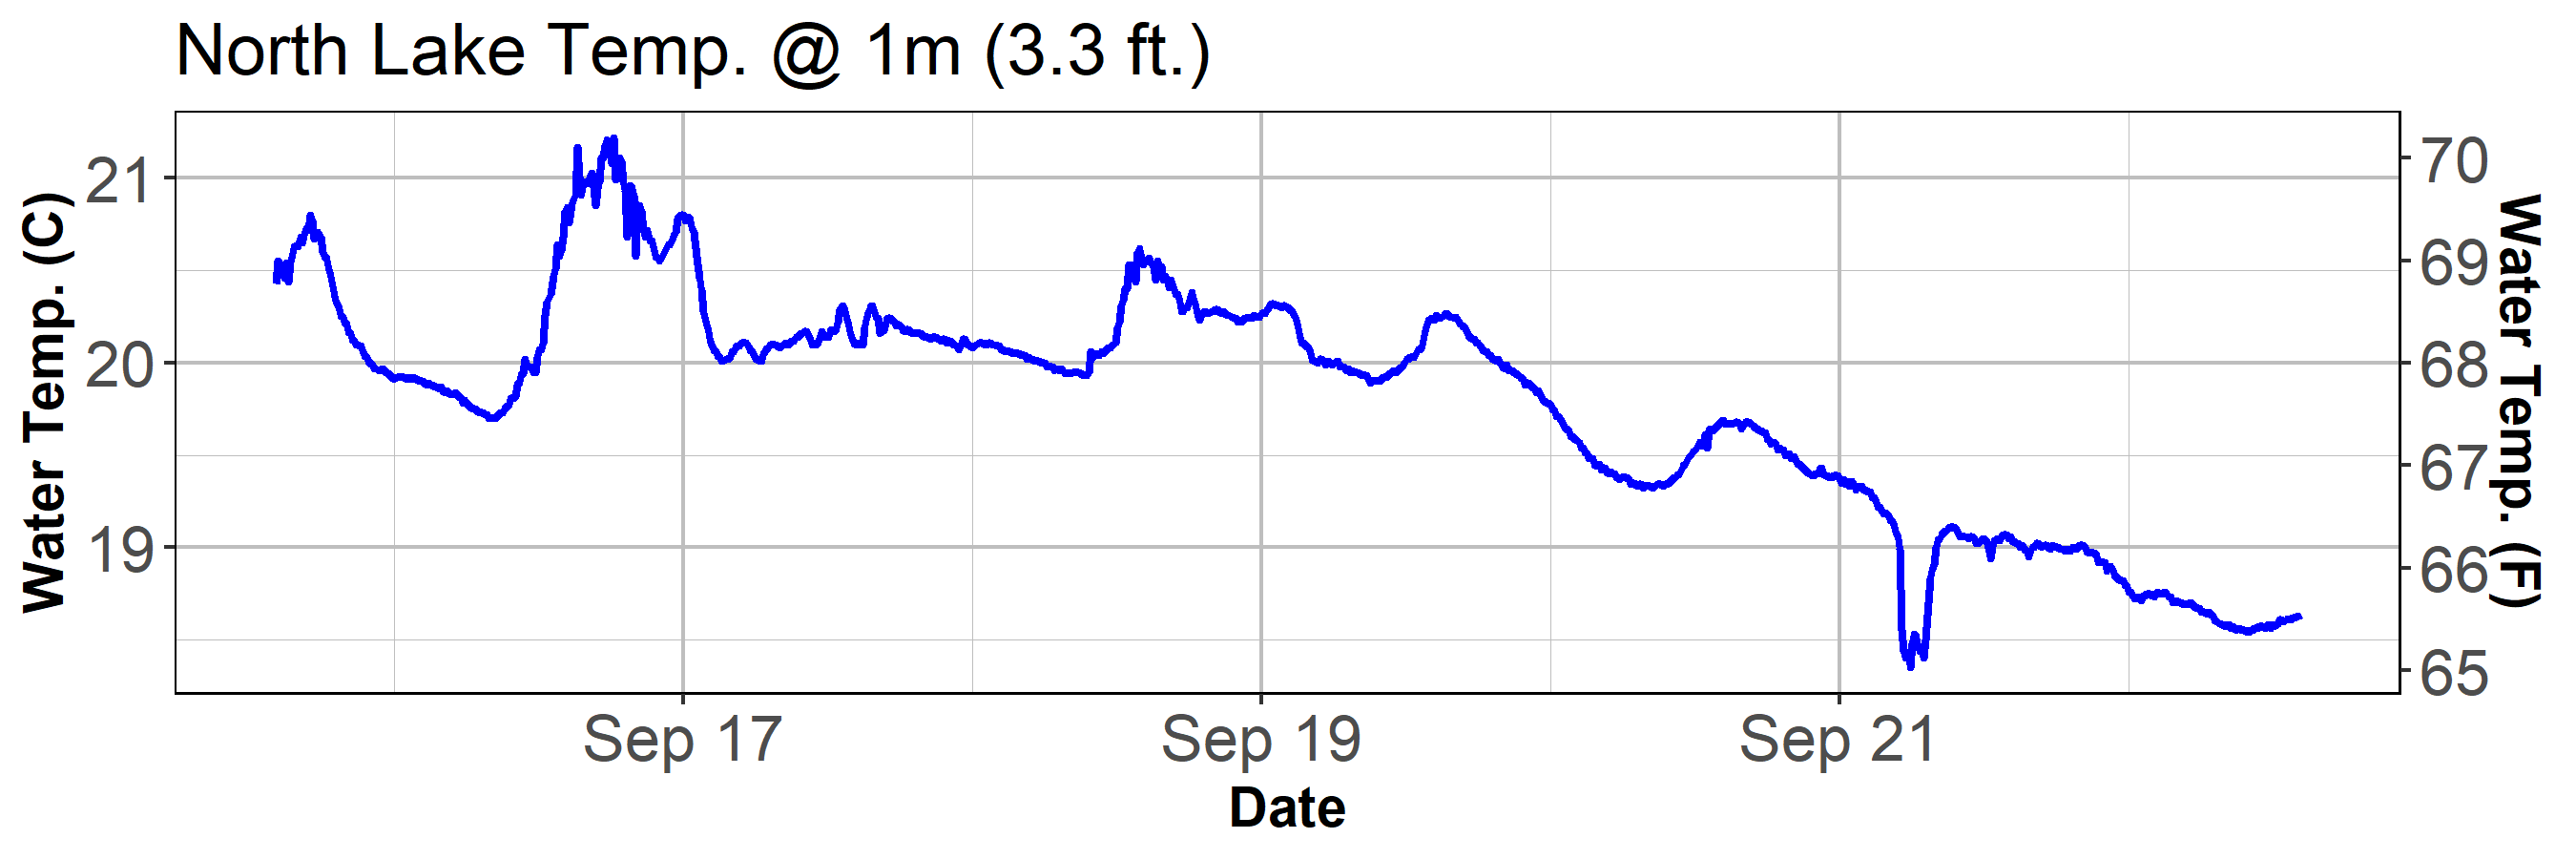 North Lake Temp. @ 1m (3.3 ft.)
Water Temp. (C)
21
20
19
70
69
68
67
66
65
Water Temp. (F)
Sep 17
Sep 19
Sep 21
Date